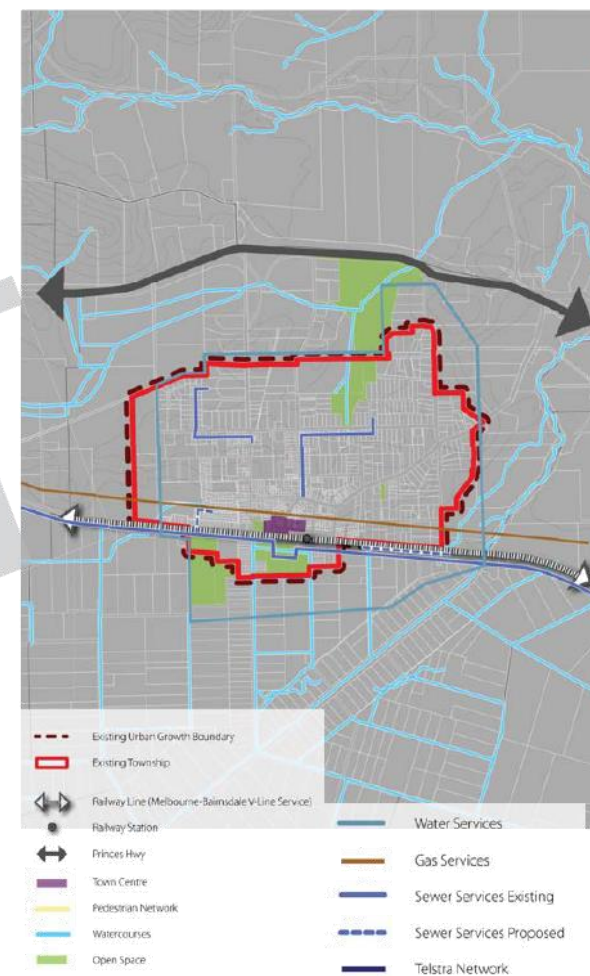 Existing Urban Growth Boundary
Existing Township
Railway Line (Melbourne-Bairnsdale V-Line Service)
Railway Station
Princes Hwy
Town Centre
Pedestrian Network
Watercourses
Open Space
Water Services
Gas Services
Sewer Services Existing
Sewer Services Proposed
Telstra Network